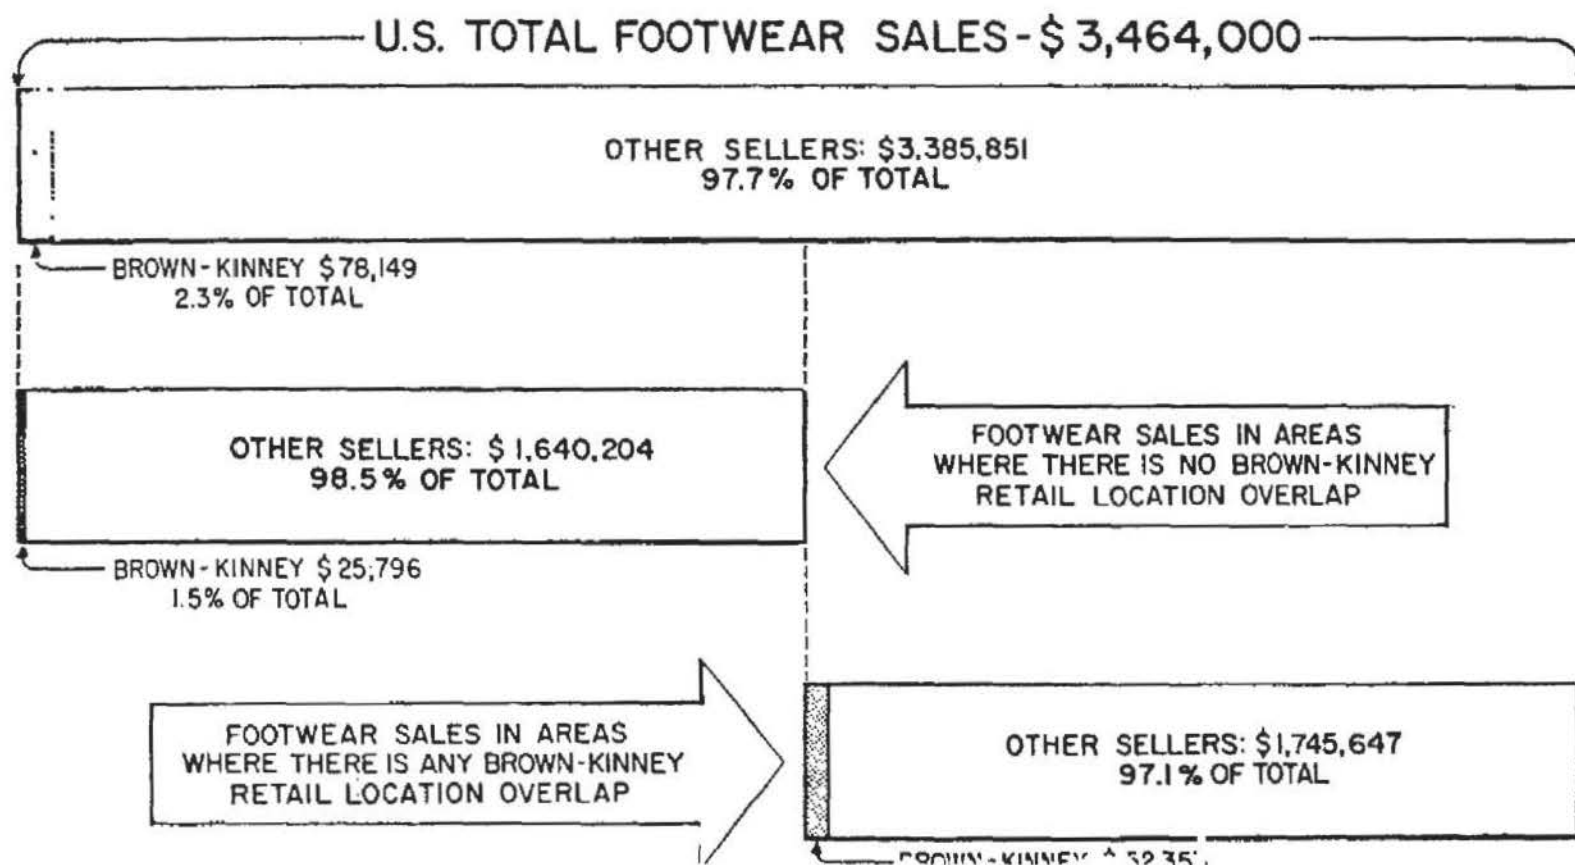 U.S. TOTAL FOOTWEAR SALES-$3,464,000
OTHER SELLERS: $3,385,851
97.7% OF TOTAL
BROWN-KINNEY $78,149
2.3% OF TOTAL
OTHER SELLERS: $1,640,204
98.5% OF TOTAL
FOOTWEAR SALES IN AREAS
WHERE THERE IS NO BROWN-KINNEY
RETAIL LOCATION OVERLAP
BROWN-KINNEY $25,796
1.5% OF TOTAL
FOOTWEAR SALES IN AREAS
WHERE THERE IS ANY BROWN-KINNEY
RETAIL LOCATION OVERLAP
OTHER SELLERS: $1,745,647
97.1% OF TOTAL
BROWN-KINNEY